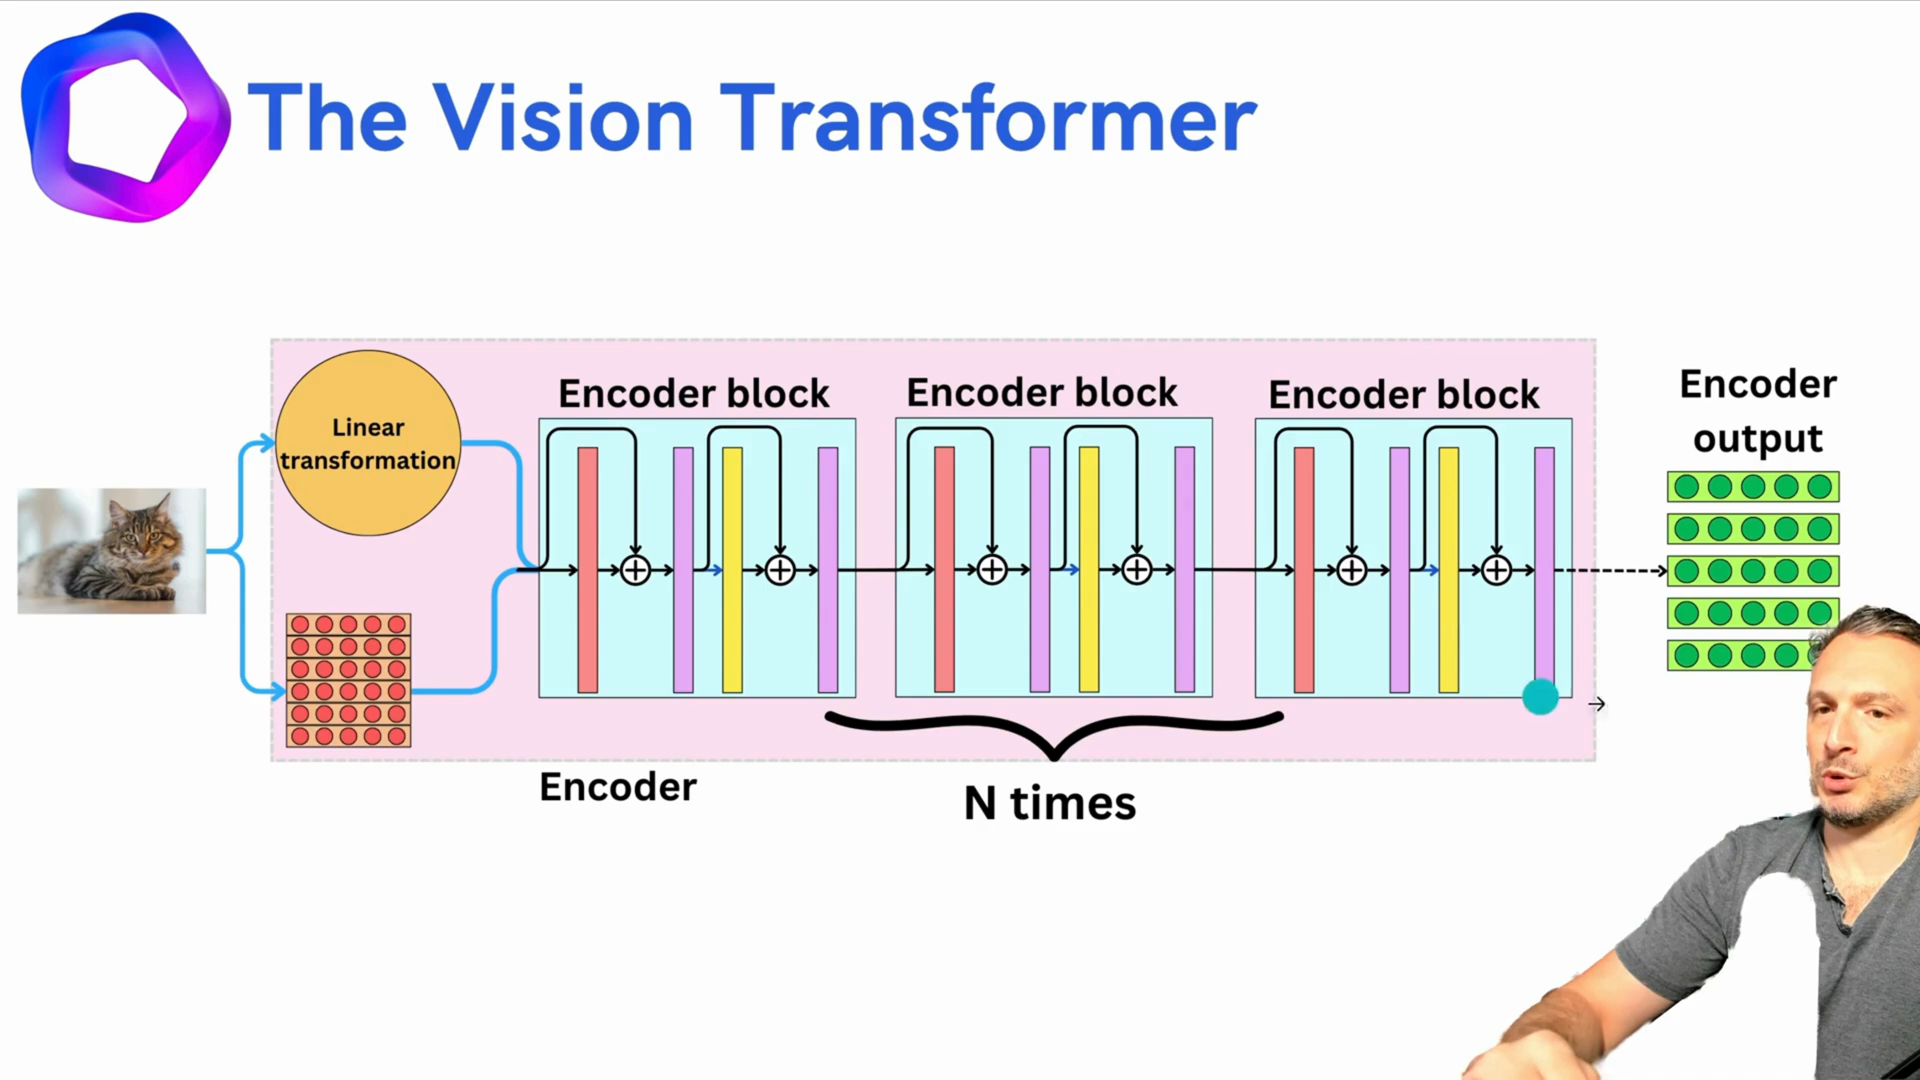 The Vision Transformer
Linear
transformation
Encoder block
Encoder block
Encoder block
Encoder
output
Encoder
N times